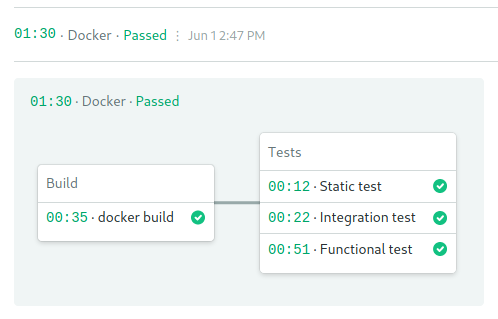 01:30 · Docker · Passed ⋮ Jun 1 2:47 PM
01:30 · Docker · Passed
Build
00:35 · docker build
Tests
00:12 · Static test
00:22 · Integration test
00:51 · Functional test